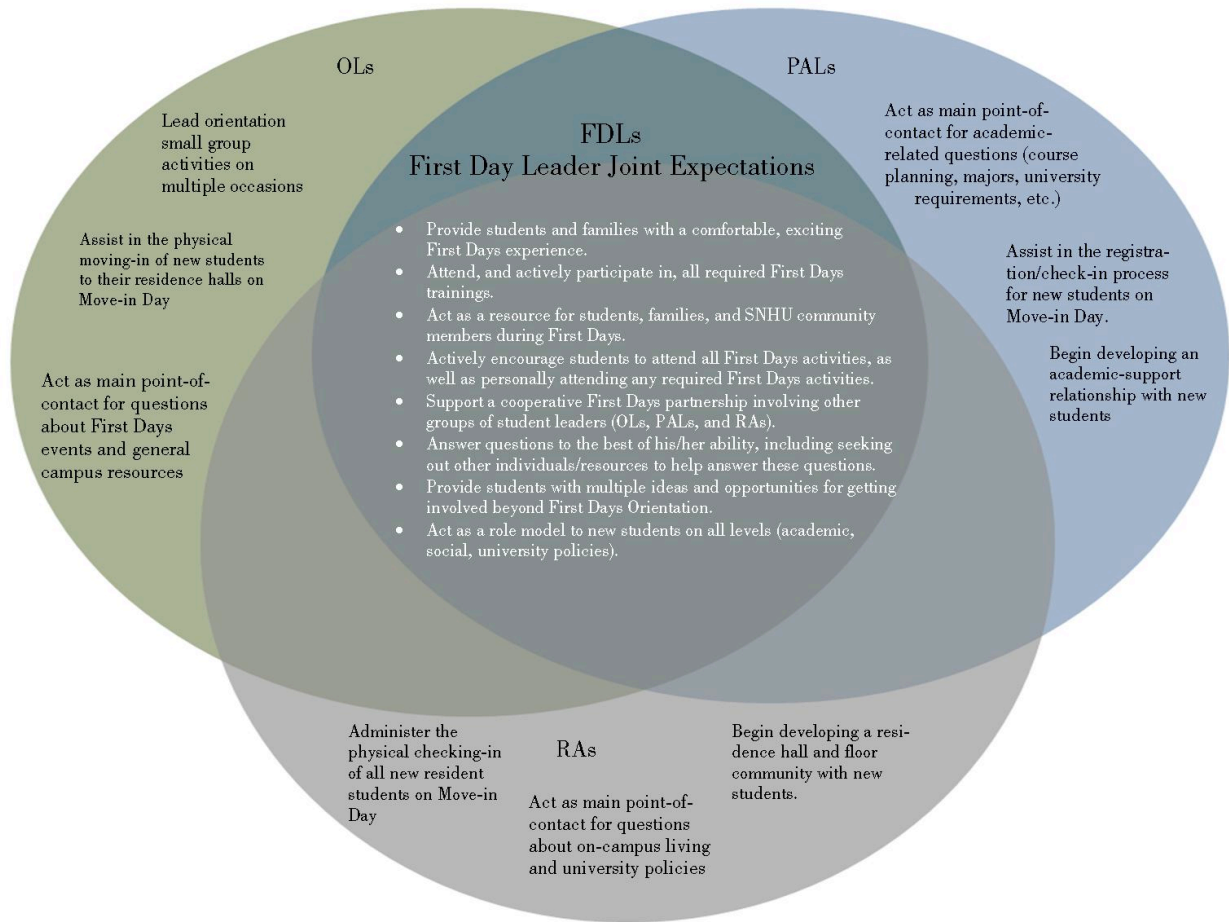 OLs
Lead orientation
small group
activities on
multiple occasions
Assist in the physical
moving-in of new students
to their residence halls on
Move-in Day
Act as main point-of-
contact for questions
about First Days
events and general
campus resources
PALs
Act as main point-of-
contact for academic-
related questions (course
planning, majors, university
requirements, etc.)
Assist in the registra-
tion/check-in process
for new students on
Move-in Day.
Begin developing an
academic-support
relationship with new
students
FDLs
First Day Leader Joint Expectations
• Provide students and families with a comfortable, exciting
First Days experience.
• Attend, and actively participate in, all required First Days
trainings.
• Act as a resource for students, families, and SNHU community
members during First Days.
• Actively encourage students to attend all First Days activities, as
well as personally attending any required First Days activities.
• Support a cooperative First Days partnership involving other
groups of student leaders (OLs, PALs, and RAs).
• Answer questions to the best of his/her ability, including seeking
out other individuals/resources to help answer these questions.
• Provide students with multiple ideas and opportunities for getting
involved beyond First Days Orientation.
• Act as a role model to new students on all levels (academic,
social, university policies).
Administer the
physical checking-in
of all new resident
students on Move-in
Day
RAs
Act as main point-of-
contact for questions
about on-campus living
and university policies
Begin developing a resi-
dence hall and floor
community with new
students.